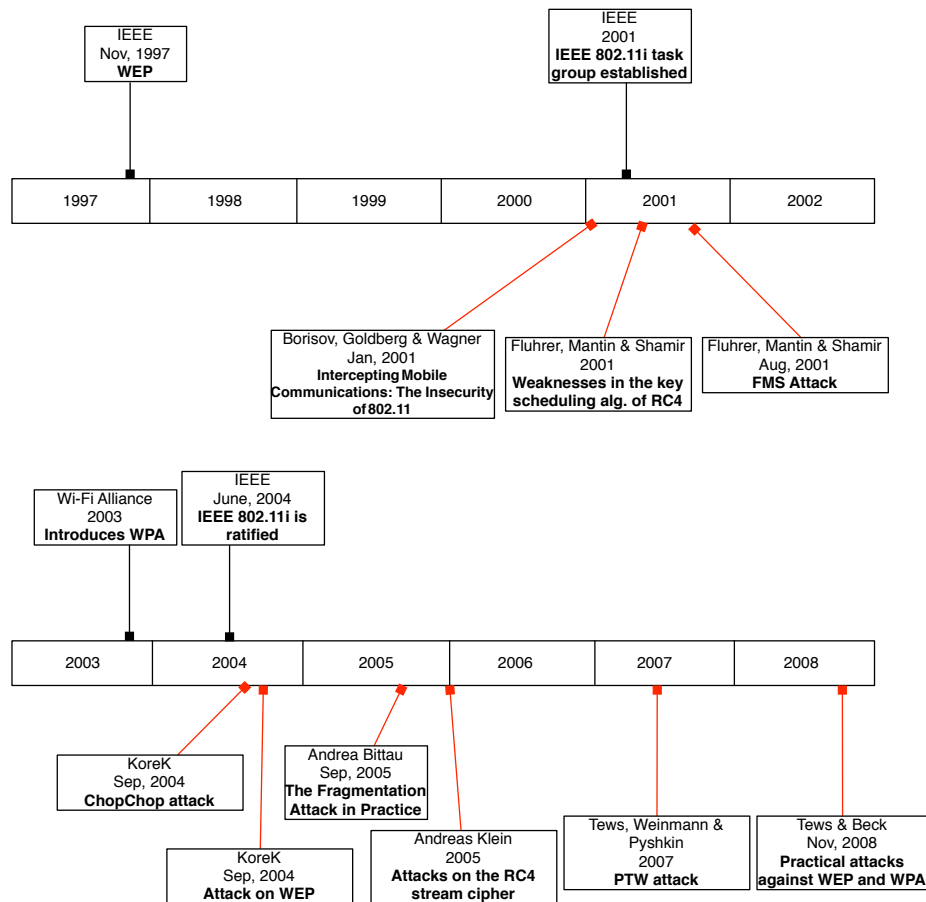 IEEE
Nov, 1997
WEP
IEEE
2001
IEEE 802.11i task
group established
1997
1998
1999
2000
2001
2002
Borisov, Goldberg & Wagner
Jan, 2001
Intercepting Mobile
Communications: The Insecurity
of 802.11
Fluhrer, Mantin & Shamir
2001
Weaknesses in the key
scheduling alg. of RC4
Fluhrer, Mantin & Shamir
Aug, 2001
FMS Attack
Wi-Fi Alliance
2003
Introduces WPA
IEEE
June, 2004
IEEE 802.11i is
ratified
2003
2004
2005
2006
2007
2008
KoreK
Sep, 2004
ChopChop attack
KoreK
Sep, 2004
Attack on WEP
Andrea Bittau
Sep, 2005
The Fragmentation
Attack in Practice
Andreas Klein
2005
Attacks on the RC4
stream cipher
Tews, Weinmann &
Pyshkin
2007
PTW attack
Tews & Beck
Nov, 2008
Practical attacks
against WEP and WPA